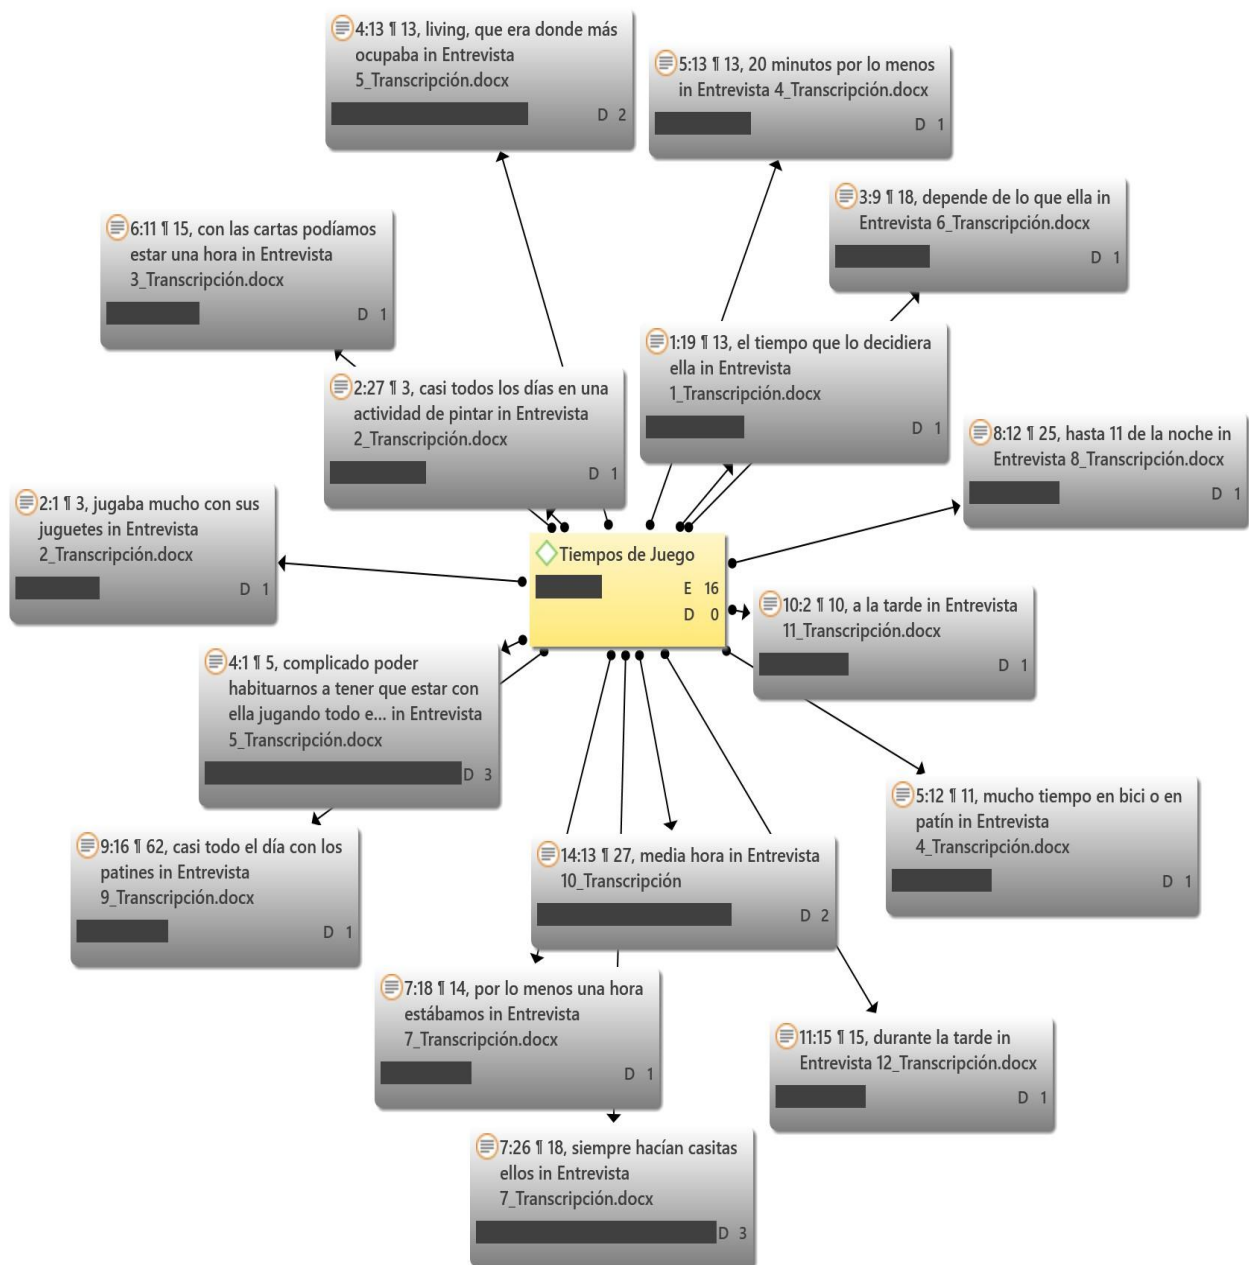 4:13 ¶ 13, living, que era donde más
ocupaba in Entrevista
5_Transcripción.docx
D 2
5:13 ¶ 13, 20 minutos por lo menos
in Entrevista 4_Transcripción.docx
D 1
3:9 ¶ 18, depende de lo que ella in
Entrevista 6_Transcripción.docx
D 1
6:11 ¶ 15, con las cartas podíamos
estar una hora in Entrevista
3_Transcripción.docx
D 1
1:19 ¶ 13, el tiempo que lo decidiera
ella in Entrevista
1_Transcripción.docx
D 1
2:27 ¶ 3, casi todos los días en una
actividad de pintar in Entrevista
2_Transcripción.docx
D 1
8:12 ¶ 25, hasta 11 de la noche in
Entrevista 8_Transcripción.docx
D 1
2:1 ¶ 3, jugaba mucho con sus
juguetes in Entrevista
2_Transcripción.docx
D 1
Tiempos de Juego
E 16
D 0
10:2 ¶ 10, a la tarde in Entrevista
11_Transcripción.docx
D 1
4:1 ¶ 5, complicado poder
habituarnos a tener que estar con
ella jugando todo e... in Entrevista
5_Transcripción.docx
D 3
5:12 ¶ 11, mucho tiempo en bici o en
patín in Entrevista
4_Transcripción.docx
D 1
9:16 ¶ 62, casi todo el día con los
patines in Entrevista
9_Transcripción.docx
D 1
14:13 ¶ 27, media hora in Entrevista
10_Transcripción
D 2
7:18 ¶ 14, por lo menos una hora
estábamos in Entrevista
7_Transcripción.docx
D 1
11:15 ¶ 15, durante la tarde in
Entrevista 12_Transcripción.docx
D 1
7:26 ¶ 18, siempre hacían casitas
ellos in Entrevista
7_Transcripción.docx
D 3